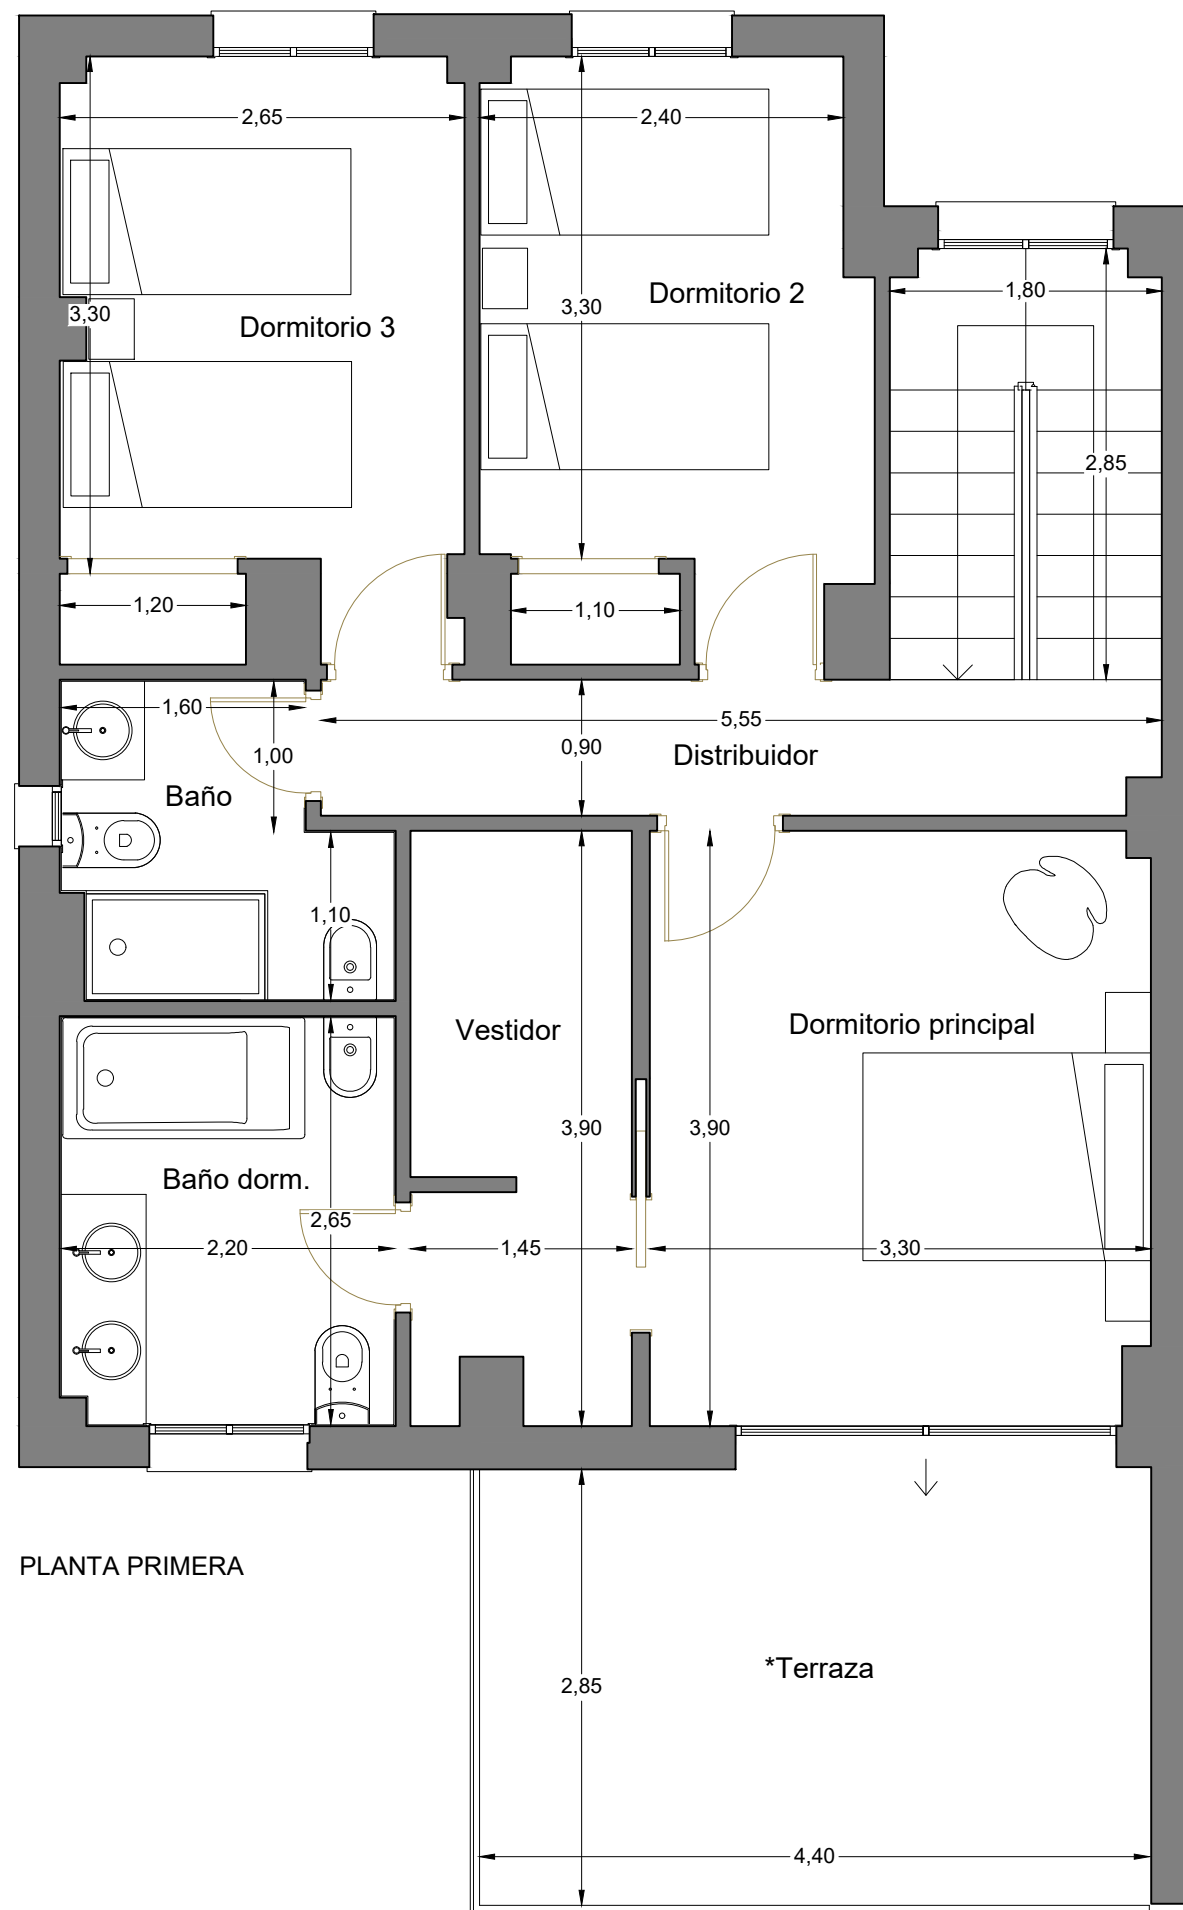 2,65
2,40
1,80
Dormitorio 2
3,30
3,30
Dormitorio 3
2,85
1,20
1,10
1,60
5,55
1,00
0,90
Distribuidor
Baño
1,10
Vestidor
Dormitorio principal
3,90
3,90
Baño dorm.
2,65
2,20
1,45
3,30
PLANTA PRIMERA
*Terraza
2,85
4,40